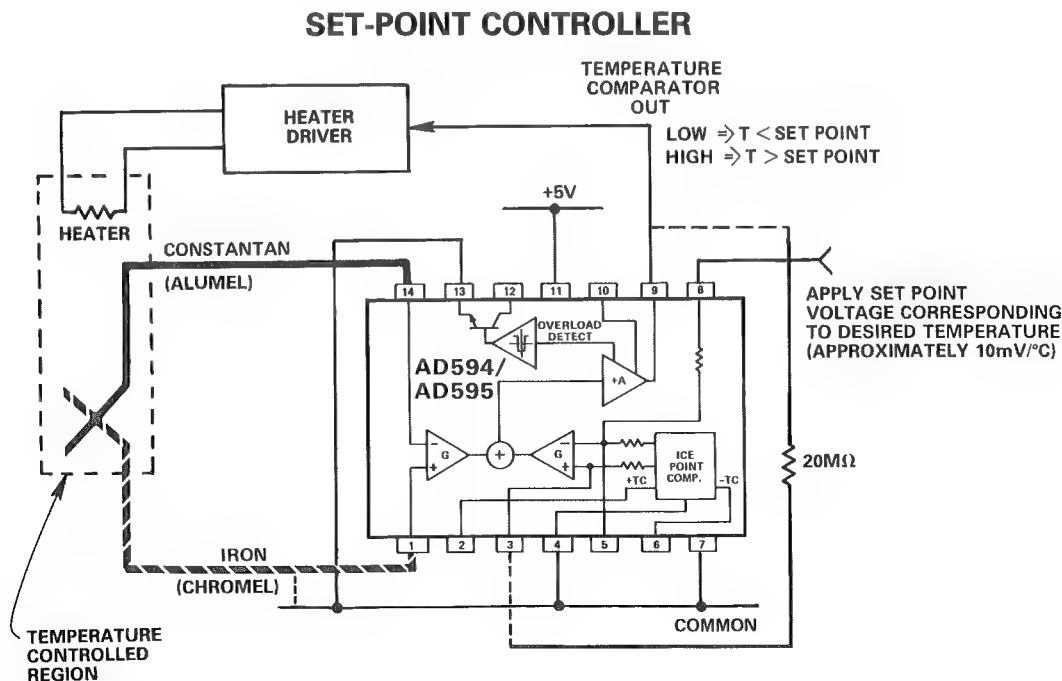 SET-POINT CONTROLLER
TEMPERATURE
COMPARATOR
OUT
LOW => T < SET POINT
HIGH => T > SET POINT
HEATER
DRIVER
+5V
HEATER
CONSTANTAN
(ALUMEL)
14
13
12
11
10
9
8
APPLY SET POINT
VOLTAGE CORRESPONDING
TO DESIRED TEMPERATURE
(APPROXIMATELY 10mV/°C)
OVERLOAD
DETECT
AD594/
AD595
+A
– G +
+
– G +
ICE
POINT
COMP.
+TC
–TC
20MΩ
1
2
3
4
5
6
7
IRON
(CHROMEL)
COMMON
TEMPERATURE
CONTROLLED
REGION